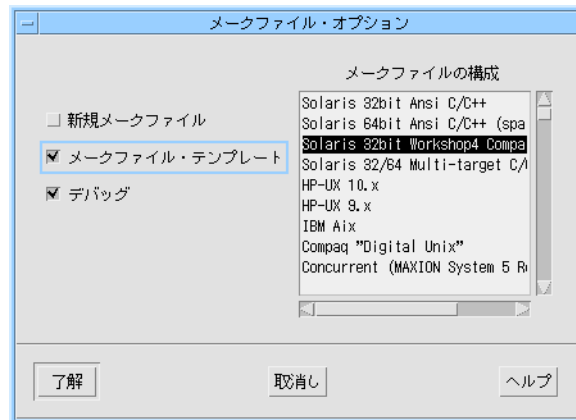 メークファイル・オプション
新規メークファイル
メークファイル・テンプレート
デバッグ
メークファイルの構成
Solaris 32bit Ansi C/C++
Solaris 64bit Ansi C/C++ (spa
Solaris 32bit Workshop4 Compa
Solaris 32/64 Multi-target C/
HP-UX 10.x
HP-UX 9.x
IBM Aix
Compaq "Digital Unix"
Concurrent (MAXION System 5 R
了解
取消し
ヘルプ